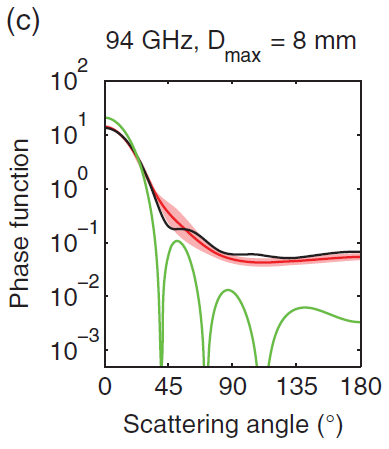 (c)
94 GHz, D_max = 8 mm
10^2
10^1
10^0
10^-1
10^-2
10^-3
Phase function
0 45 90 135 180
Scattering angle (°)